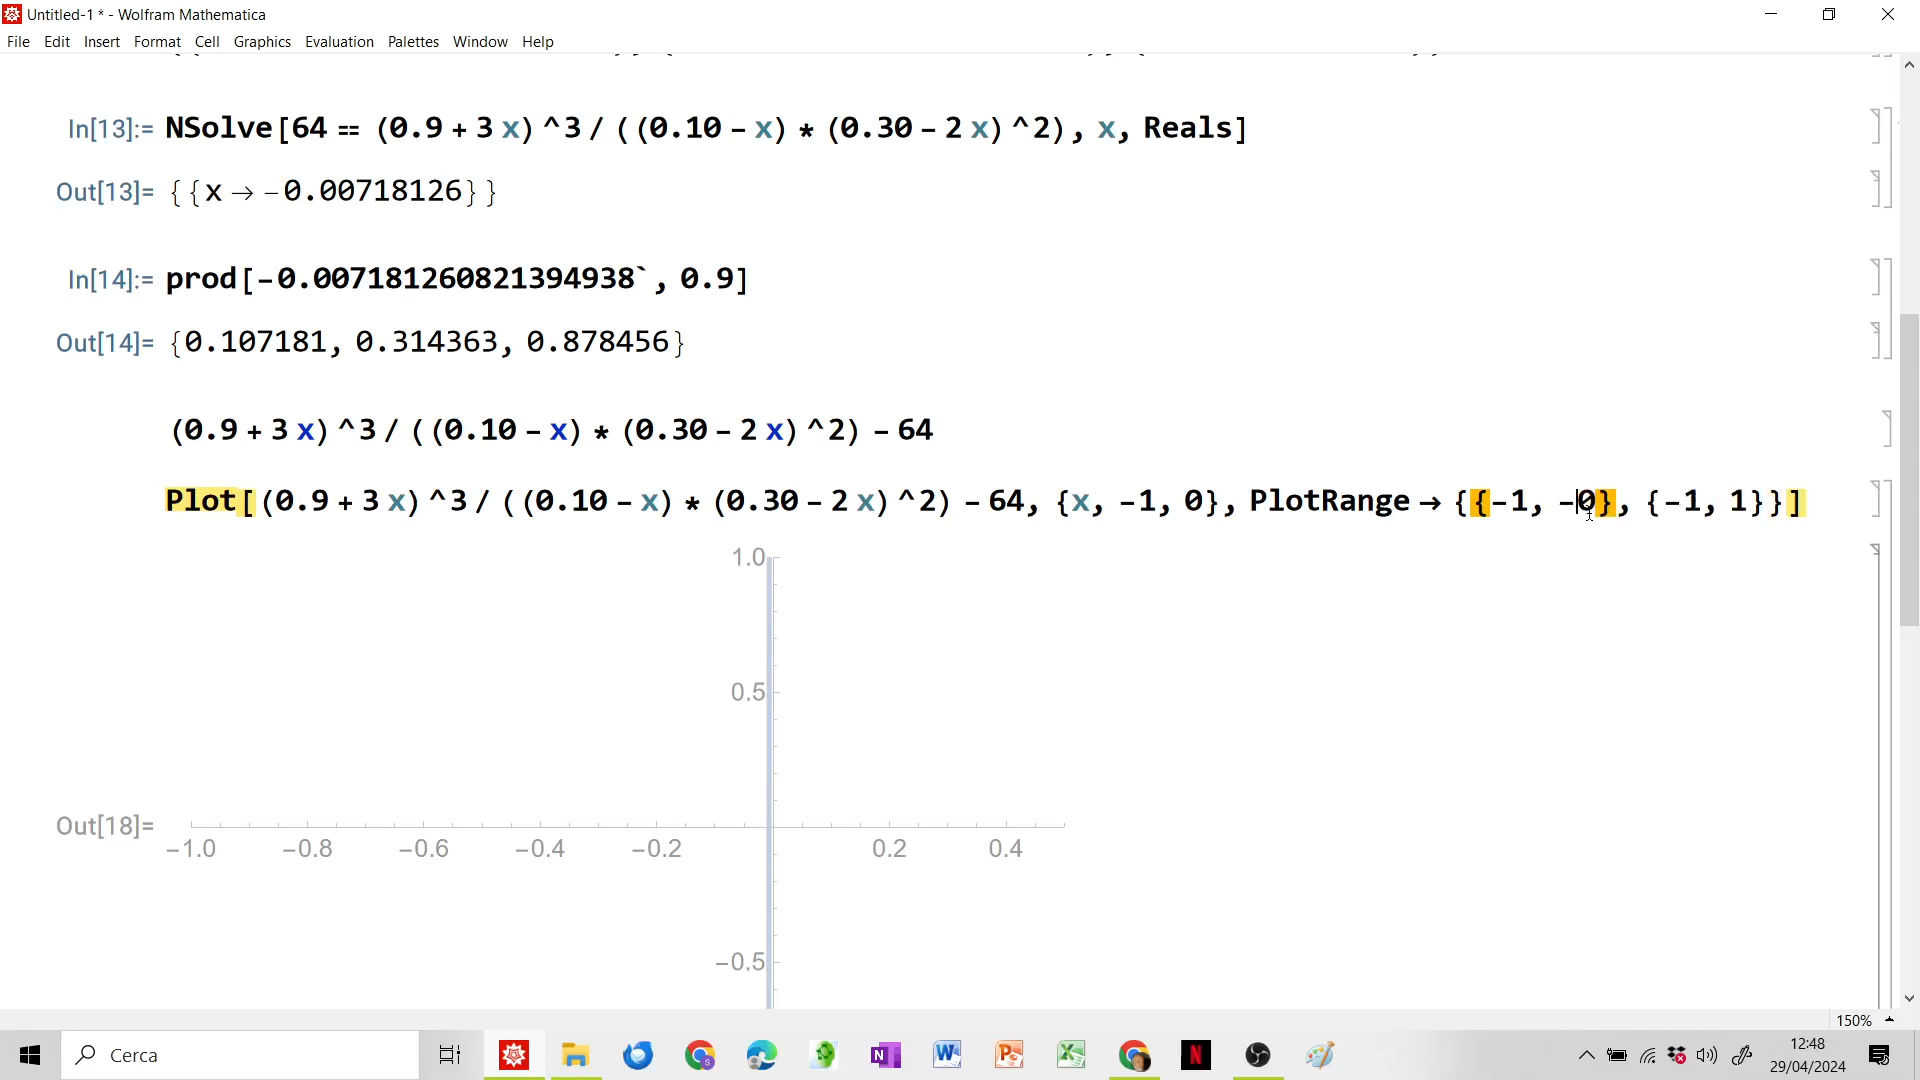 Untitled-1 * - Wolfram Mathematica
File Edit Insert Format Cell Graphics Evaluation Palettes Window Help
In[13]:= NSolve[64 == (0.9 + 3 x) ^3 / ((0.10 - x) * (0.30 - 2 x) ^2), x, Reals]
Out[13]= {{x → -0.00718126}}
In[14]:= prod[-0.007181260821394938`, 0.9]
Out[14]= {0.107181, 0.314363, 0.878456}
(0.9 + 3 x) ^3 / ((0.10 - x) * (0.30 - 2 x) ^2) - 64
Plot[(0.9 + 3 x) ^3 / ((0.10 - x) * (0.30 - 2 x) ^2) - 64, {x, -1, 0}, PlotRange → {{-1, -0}, {-1, 1}}]
1.0
0.5
Out[18]=
-1.0 -0.8 -0.6 -0.4 -0.2 0.2 0.4
-0.5
150%
Cerca
12:48
29/04/2024